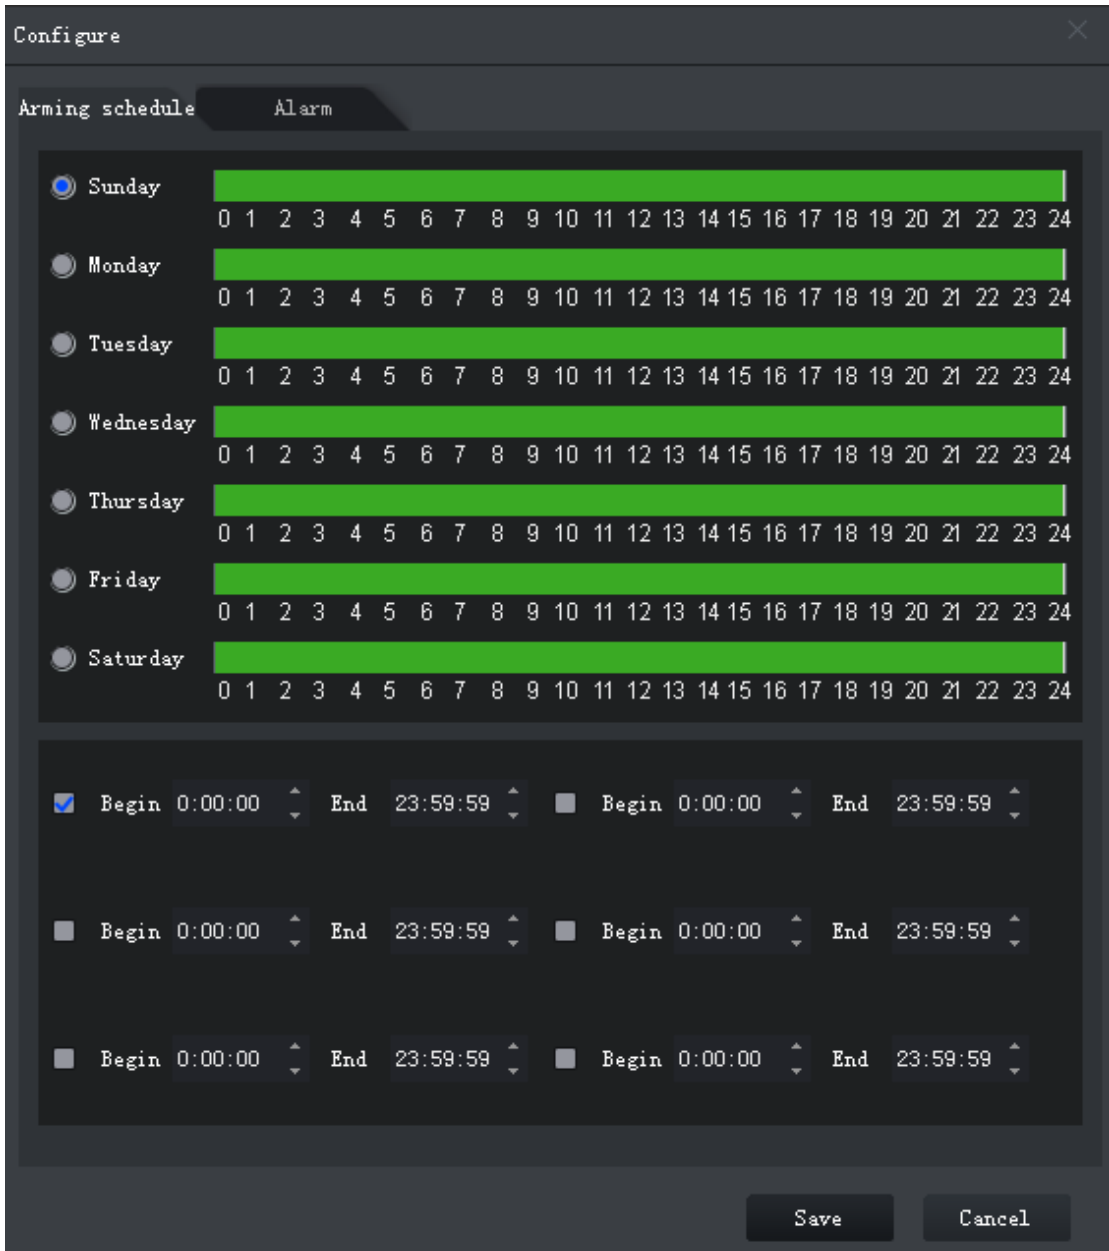 Configure
Arming schedule Alarm
Sunday
0 1 2 3 4 5 6 7 8 9 10 11 12 13 14 15 16 17 18 19 20 21 22 23 24
Monday
0 1 2 3 4 5 6 7 8 9 10 11 12 13 14 15 16 17 18 19 20 21 22 23 24
Tuesday
0 1 2 3 4 5 6 7 8 9 10 11 12 13 14 15 16 17 18 19 20 21 22 23 24
Wednesday
0 1 2 3 4 5 6 7 8 9 10 11 12 13 14 15 16 17 18 19 20 21 22 23 24
Thursday
0 1 2 3 4 5 6 7 8 9 10 11 12 13 14 15 16 17 18 19 20 21 22 23 24
Friday
0 1 2 3 4 5 6 7 8 9 10 11 12 13 14 15 16 17 18 19 20 21 22 23 24
Saturday
0 1 2 3 4 5 6 7 8 9 10 11 12 13 14 15 16 17 18 19 20 21 22 23 24
Begin 0:00:00 End 23:59:59 Begin 0:00:00 End 23:59:59
Begin 0:00:00 End 23:59:59 Begin 0:00:00 End 23:59:59
Begin 0:00:00 End 23:59:59 Begin 0:00:00 End 23:59:59
Save Cancel